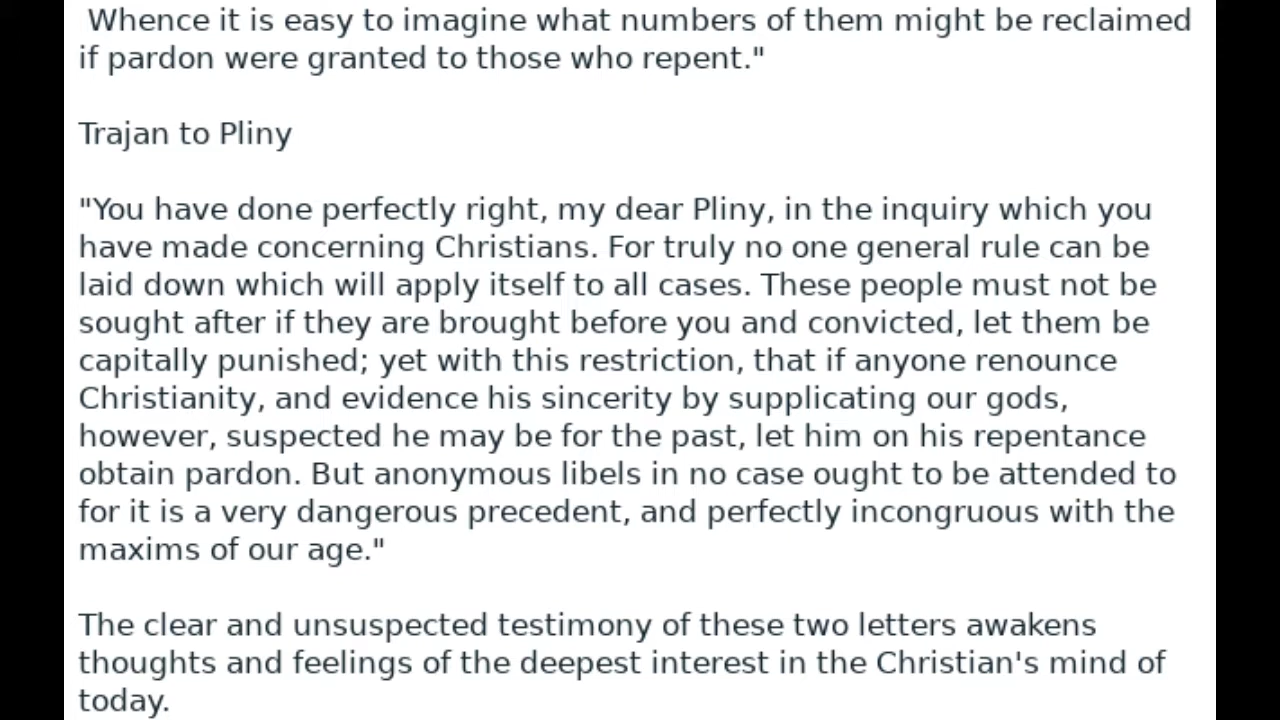 Whence it is easy to imagine what numbers of them might be reclaimed
if pardon were granted to those who repent."
Trajan to Pliny
"You have done perfectly right, my dear Pliny, in the inquiry which you
have made concerning Christians. For truly no one general rule can be
laid down which will apply itself to all cases. These people must not be
sought after if they are brought before you and convicted, let them be
capitally punished; yet with this restriction, that if anyone renounce
Christianity, and evidence his sincerity by supplicating our gods,
however, suspected he may be for the past, let him on his repentance
obtain pardon. But anonymous libels in no case ought to be attended to
for it is a very dangerous precedent, and perfectly incongruous with the
maxims of our age."
The clear and unsuspected testimony of these two letters awakens
thoughts and feelings of the deepest interest in the Christian's mind of
today.